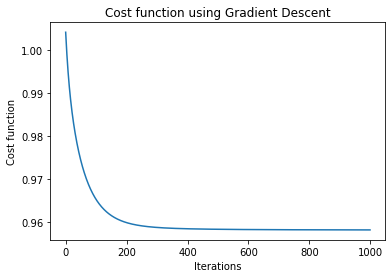 Cost function using Gradient Descent
1.00
0.99
0.98
0.97
0.96
Cost function
0 200 400 600 800 1000
Iterations